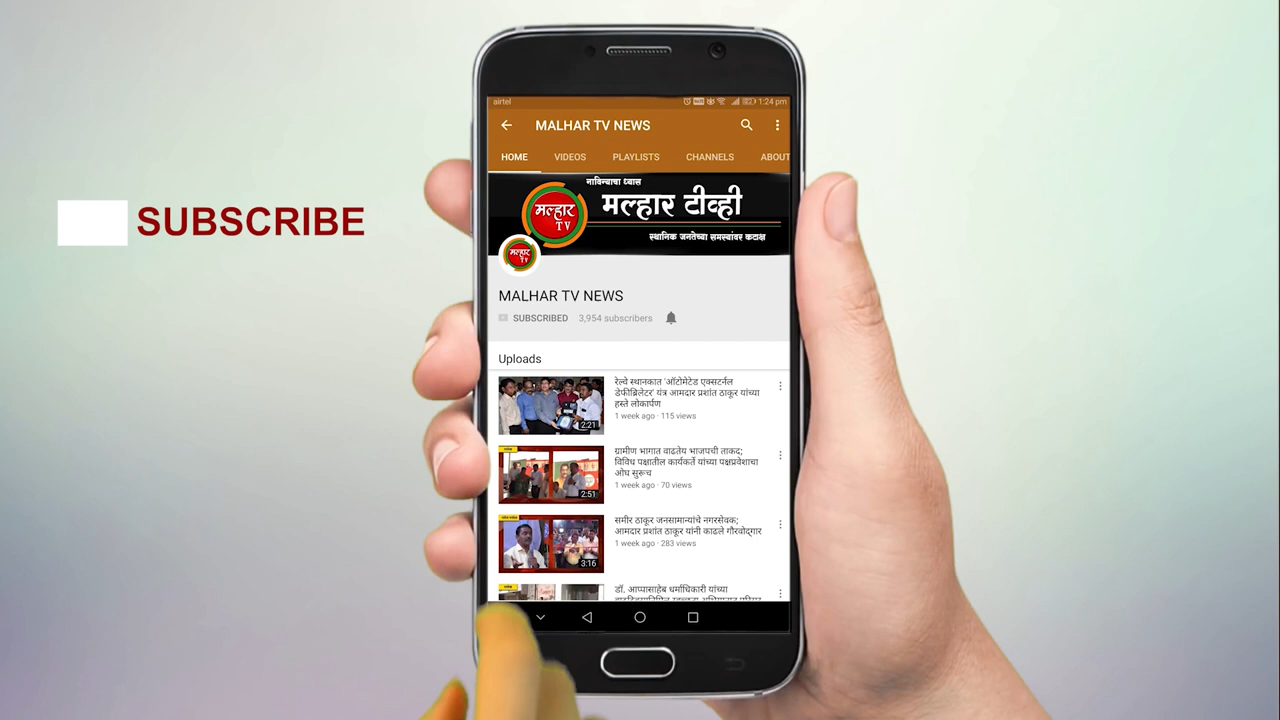 SUBSCRIBE
airtel
1:24 pm
MALHAR TV NEWS
HOME VIDEOS PLAYLISTS CHANNELS ABOUT
नाविन्याचा ध्यास
मल्हार टीव्ही
मल्हार
TV
स्थानिक जनतेच्या समस्यांवर कटाक्ष
मल्हार
TV
MALHAR TV NEWS
SUBSCRIBED 3,954 subscribers
Uploads
रेल्वे स्थानकात 'ऑटोमेटेड एक्सटर्नल
डेफीब्रिलेटर' यंत्र आमदार प्रशांत ठाकूर यांच्या
हस्ते लोकार्पण
1 week ago · 115 views
2:21
ग्रामीण भागात वाढतेय भाजपची ताकद;
विविध पक्षातील कार्यकर्ते यांच्या पक्षप्रवेशाचा
ओघ सुरूच
1 week ago · 70 views
2:51
समीर ठाकूर जनसामान्यांचे नगरसेवक;
आमदार प्रशांत ठाकूर यांनी काढले गौरवोद्गार
1 week ago · 283 views
3:16
डॉ. आप्पासाहेब धर्माधिकारी यांच्या